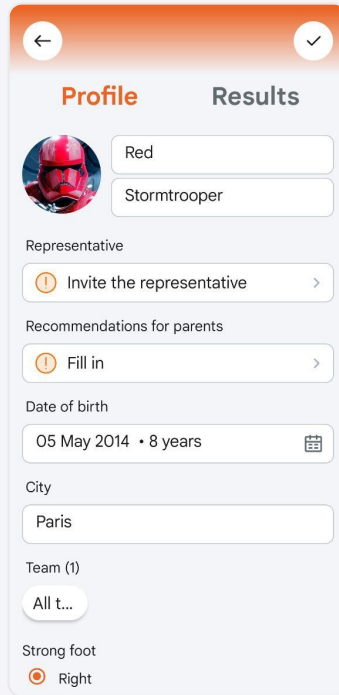 Profile Results
Red
Stormtrooper
Representative
! Invite the representative
Recommendations for parents
! Fill in
Date of birth
05 May 2014 • 8 years
City
Paris
Team (1)
All t...
Strong foot
Right